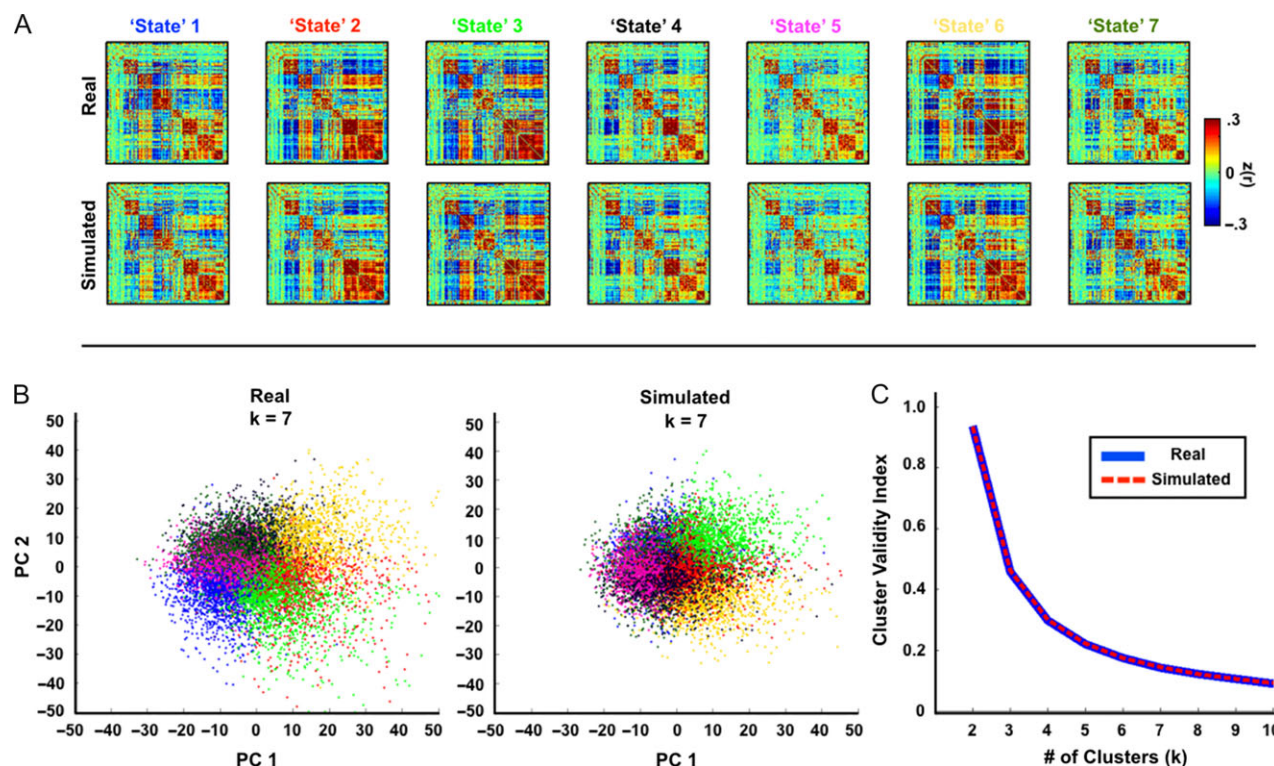 A
'State' 1 'State' 2 'State' 3 'State' 4 'State' 5 'State' 6 'State' 7
Real
Simulated
.3
0
-.3
z(r)
B
Real
k = 7
50
40
30
20
10
0
−10
−20
−30
−40
−50
PC 2
−50 −40 −30 −20 −10 0 10 20 30 40 50
PC 1
Simulated
k = 7
50
40
30
20
10
0
−10
−20
−30
−40
−50
−50 −40 −30 −20 −10 0 10 20 30 40 50
PC 1
C
1.0
0.8
0.6
0.4
0.2
0
Cluster Validity Index
Real
Simulated
2 3 4 5 6 7 8 9 10
# of Clusters (k)